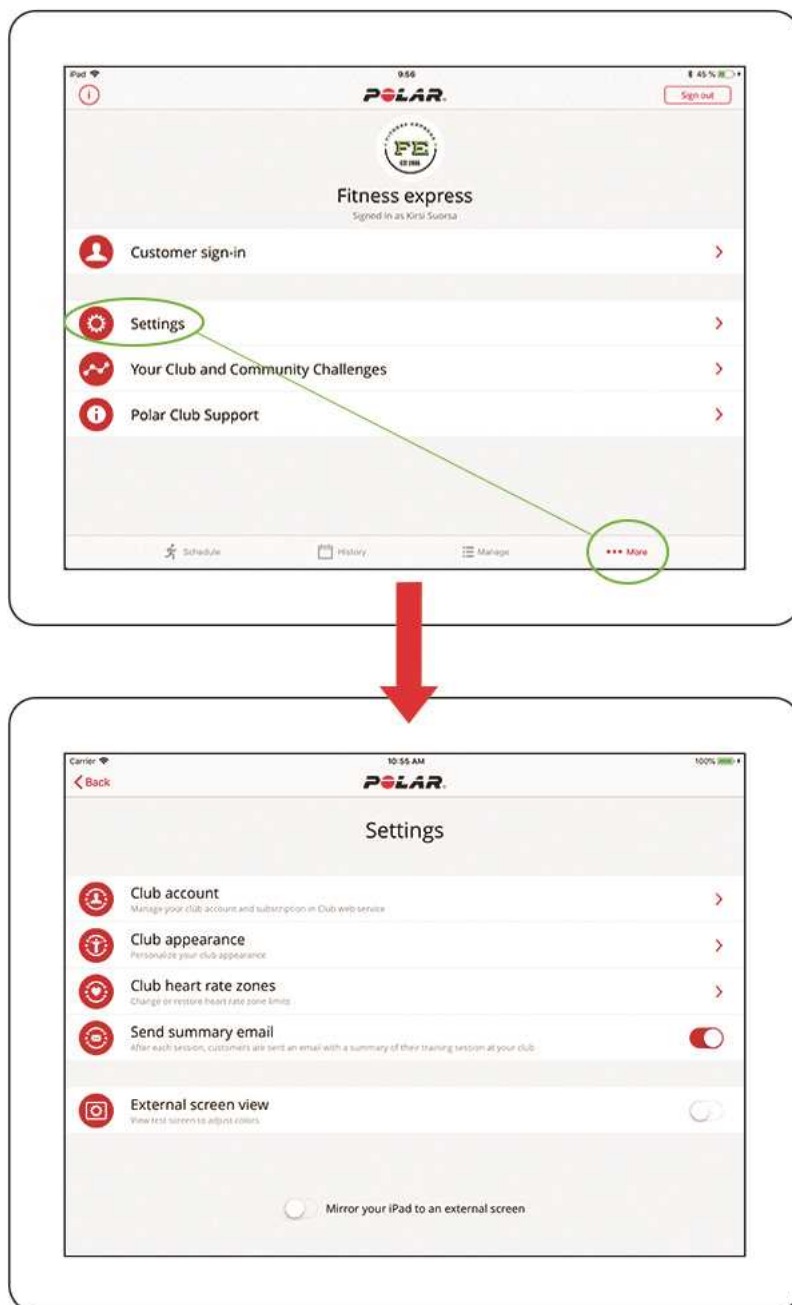 iPad
9:56
45 %
POLAR.
Sign out
FITNESS EXPRESS
FE
Fitness express
Signed in as Kirsi Suorsa
Customer sign-in
Settings
Your Club and Community Challenges
Polar Club Support
Schedule
History
Manage
More
Carrier
10:55 AM
100%
Back
POLAR.
Settings
Club account
Manage your club account and subscription in Club web service
Club appearance
Personalize your club appearance
Club heart rate zones
Change or restore heart rate zone limits
Send summary email
After each session, customers are sent an email with a summary of their training session at your club
External screen view
View test screen to adjust colors
Mirror your iPad to an external screen